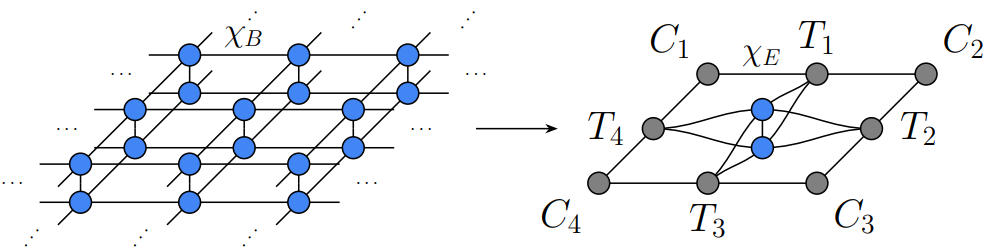 χ_B
C_1 χ_E T_1 C_2
T_4 T_2
C_4 T_3 C_3